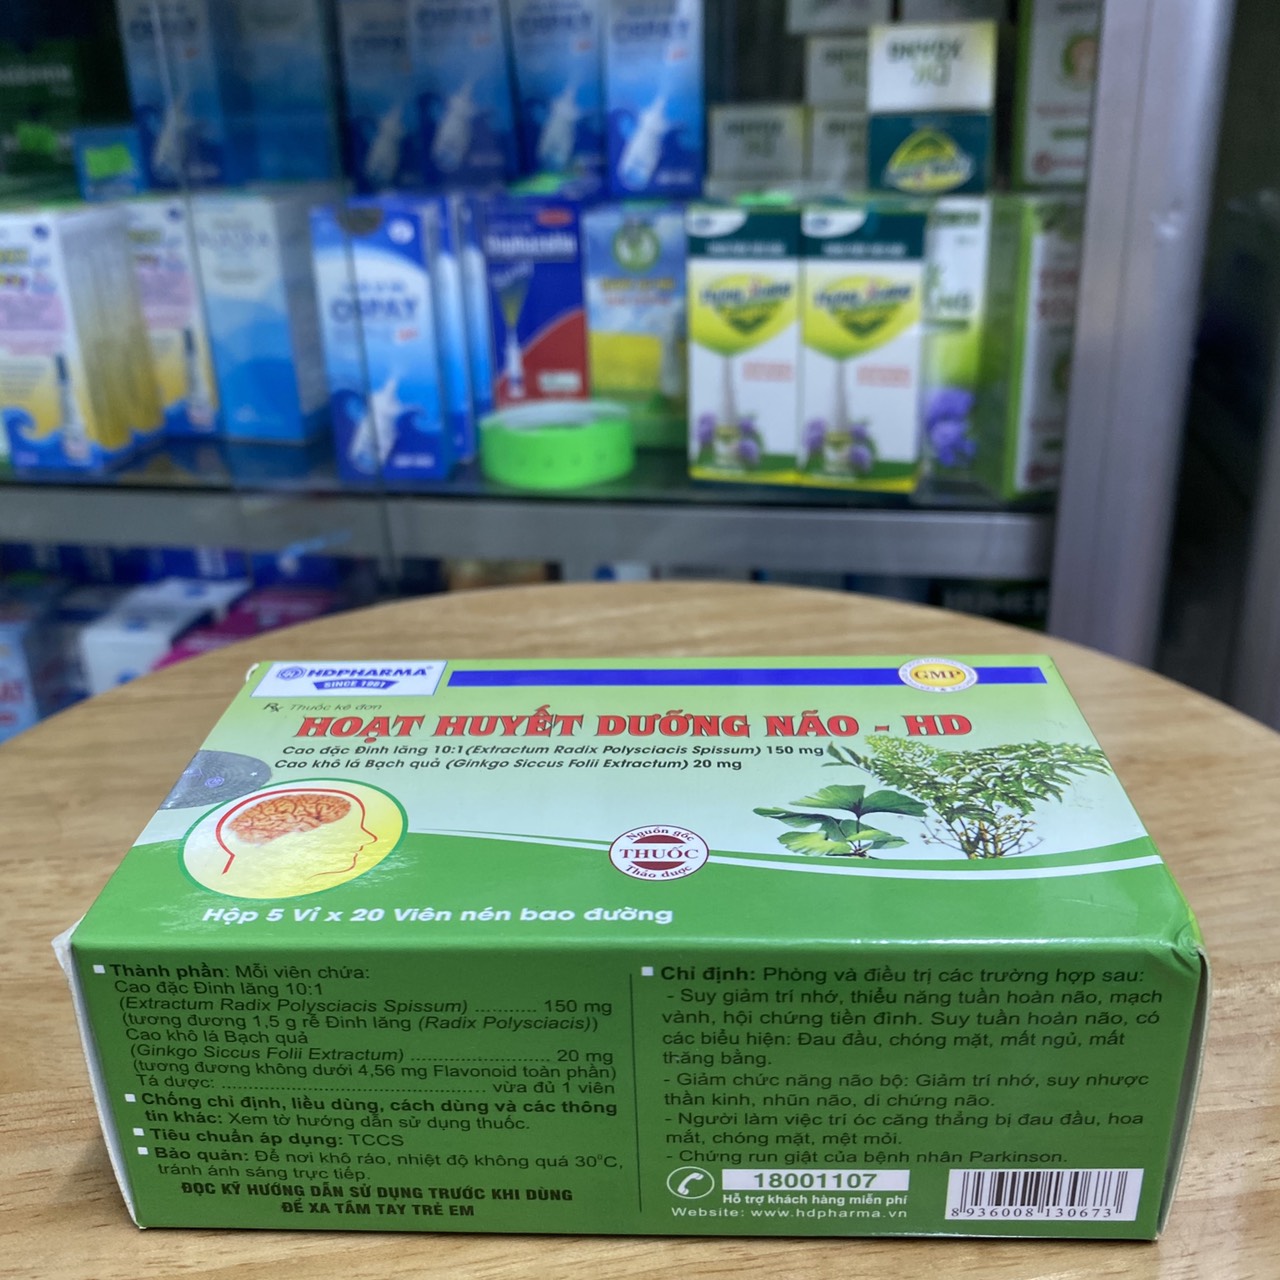 OSPAY
HDPHARMA
SINCE 1961
GMP
Rx Thuốc kê đơn
HOẠT HUYẾT DƯỠNG NÃO - HD
Cao đặc Đinh lăng 10:1(Extractum Radix Polysciacis Spissum) 150 mg
Cao khô lá Bạch quả (Ginkgo Siccus Folii Extractum) 20 mg
Nguồn gốc
THUỐC
Thảo dược
Hộp 5 Vỉ x 20 Viên nén bao đường
Thành phần: Mỗi viên chứa:
Cao đặc Đinh lăng 10:1
(Extractum Radix Polysciacis Spissum) ........... 150 mg
(tương đương 1,5 g rễ Đinh lăng (Radix Polysciacis))
Cao khô lá Bạch quả
(Ginkgo Siccus Folii Extractum) ........................ 20 mg
(tương đương không dưới 4,56 mg Flavonoid toàn phần)
Tá dược: ............................................. vừa đủ 1 viên
Chống chỉ định, liều dùng, cách dùng và các thông
tin khác: Xem tờ hướng dẫn sử dụng thuốc.
Tiêu chuẩn áp dụng: TCCS
Bảo quản: Để nơi khô ráo, nhiệt độ không quá 30°C,
tránh ánh sáng trực tiếp.
ĐỌC KỸ HƯỚNG DẪN SỬ DỤNG TRƯỚC KHI DÙNG
ĐỂ XA TẦM TAY TRẺ EM
Chỉ định: Phòng và điều trị các trường hợp sau:
- Suy giảm trí nhớ, thiểu năng tuần hoàn não, mạch
vành, hội chứng tiền đình. Suy tuần hoàn não, có
các biểu hiện: Đau đầu, chóng mặt, mất ngủ, mất
thăng bằng.
- Giảm chức năng não bộ: Giảm trí nhớ, suy nhược
thần kinh, nhũn não, di chứng não.
- Người làm việc trí óc căng thẳng bị đau đầu, hoa
mắt, chóng mặt, mệt mỏi.
- Chứng run giật của bệnh nhân Parkinson.
18001107
Hỗ trợ khách hàng miễn phí
Website: www.hdpharma.vn
8 936008 130673